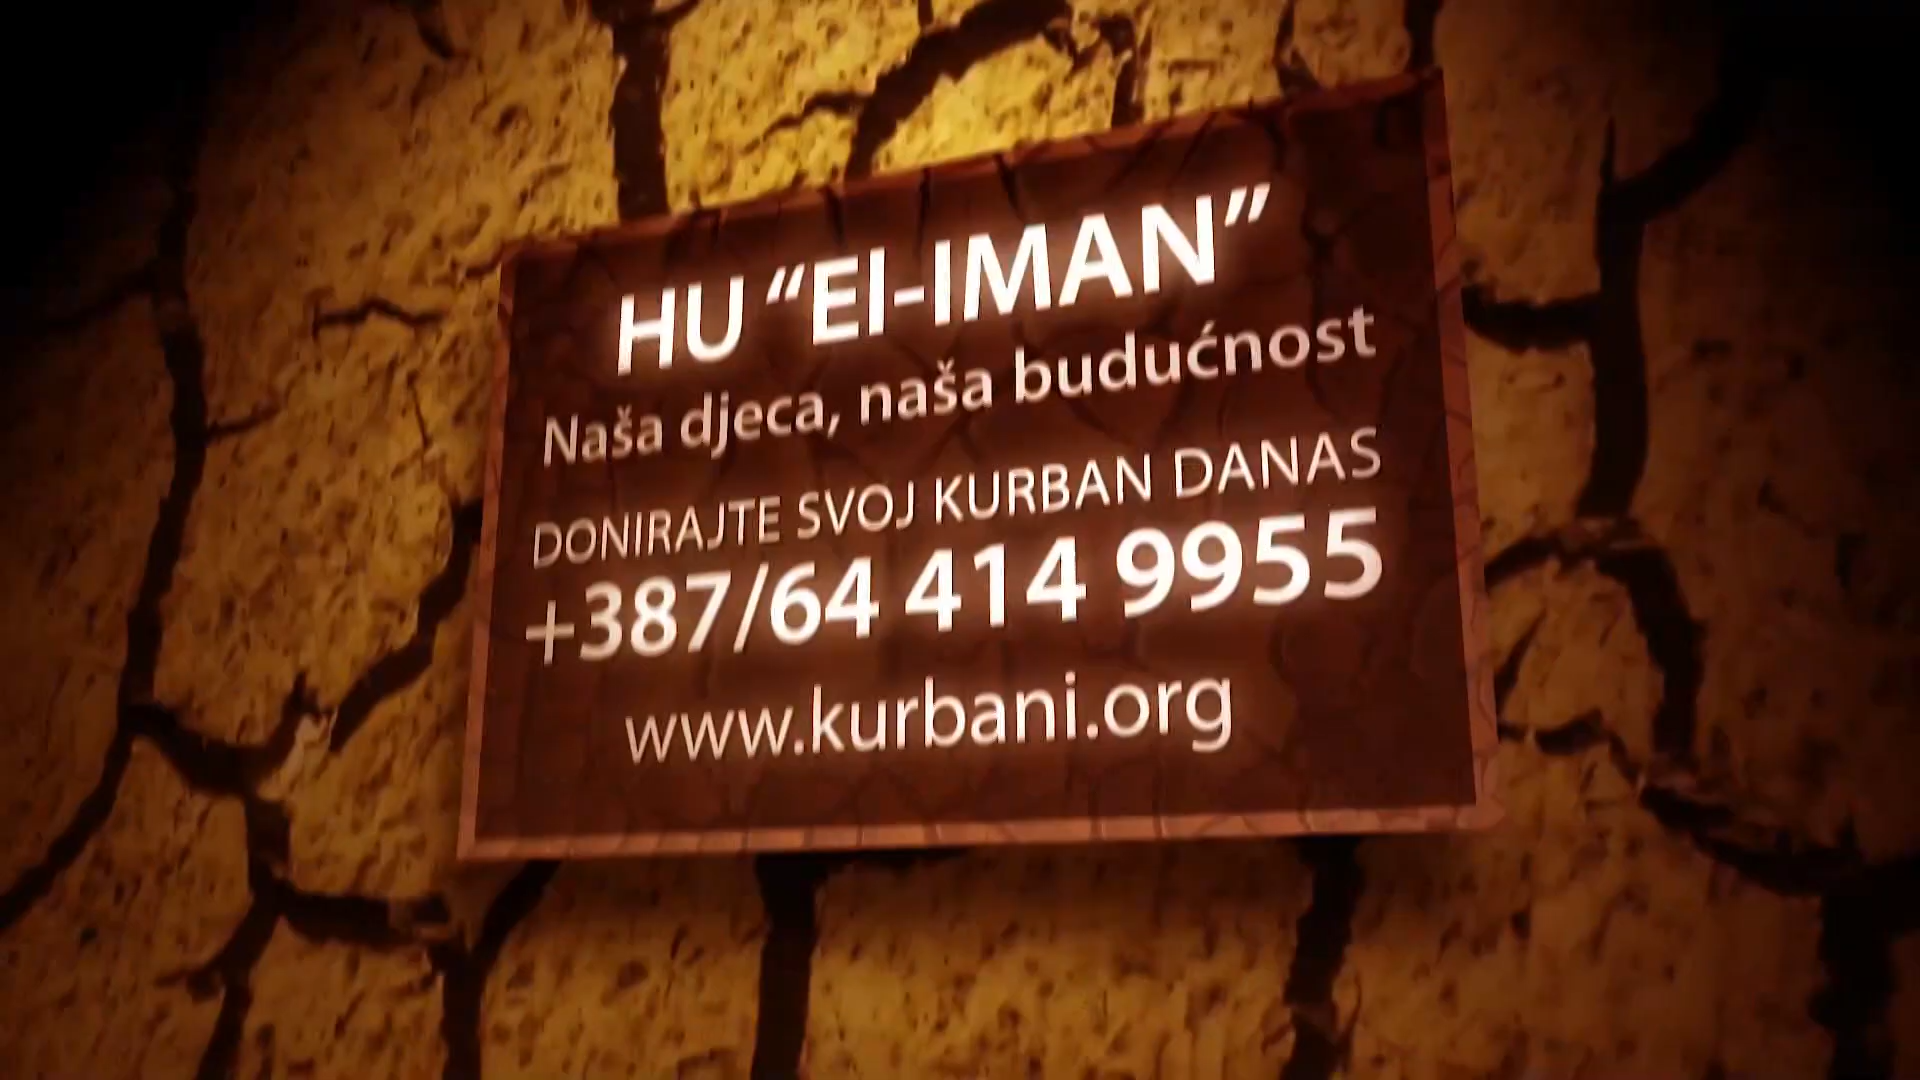 HU “El-IMAN”
Naša djeca, naša budućnost
DONIRAJTE SVOJ KURBAN DANAS
+387/64 414 9955
www.kurbani.org